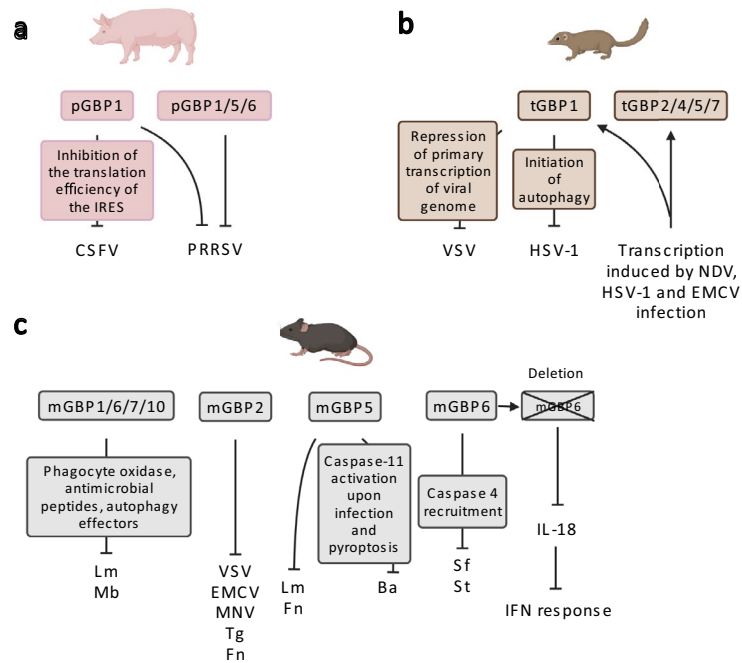 a
pGBP1
pGBP1/5/6
Inhibition of
the translation
efficiency of
the IRES
CSFV
PRRSV
b
tGBP1
tGBP2/4/5/7
Repression
of primary
transcription
of viral
genome
Initiation
of
autophagy
VSV
HSV-1
Transcription
induced by NDV,
HSV-1 and EMCV
infection
c
mGBP1/6/7/10
mGBP2
mGBP5
mGBP6
Deletion
mGBP6
Phagocyte oxidase,
antimicrobial
peptides, autophagy
effectors
Lm
Mb
VSV
EMCV
MNV
Tg
Fn
Caspase-11
activation
upon
infection
and
pyroptosis
Lm
Fn
Ba
Caspase 4
recruitment
Sf
St
IL-18
IFN response